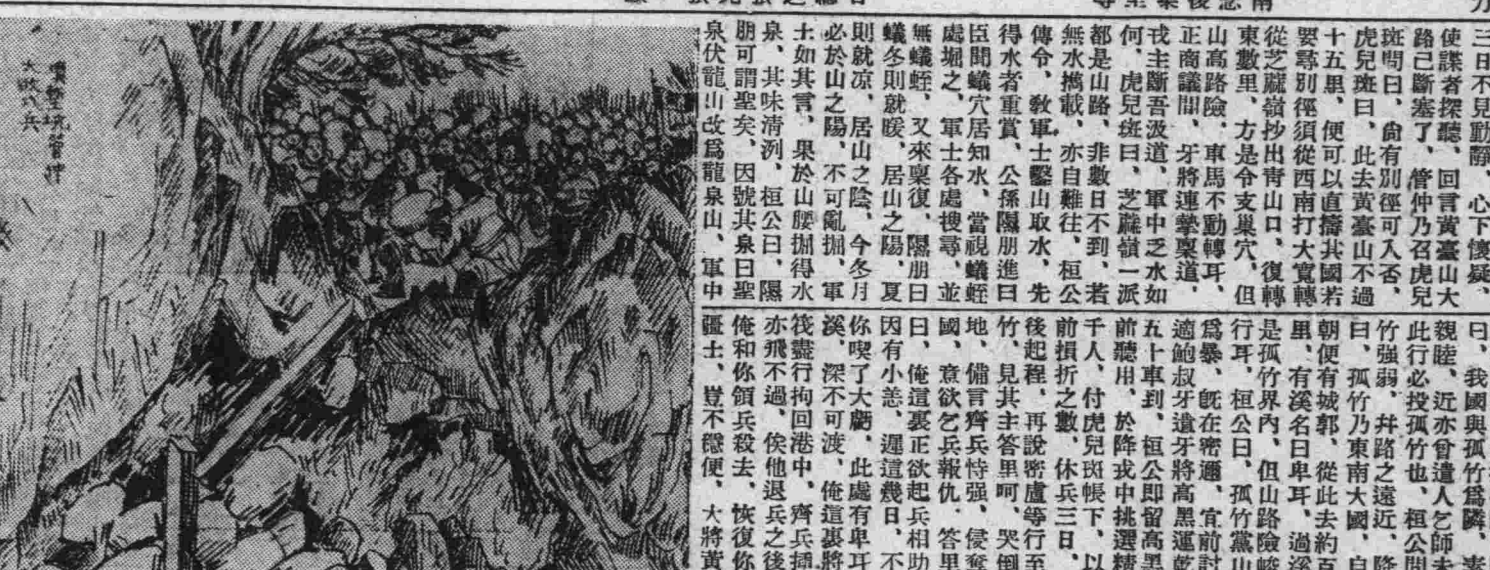 三日不見動靜、心下懷疑、
使諜者探聽、回言黃臺山大
路已斷塞了、管仲乃召虎兒
斑問曰、尙有別徑可入否、
虎兒斑曰、此去黃臺山不過
十五里、便可以直擣其國若
要尋別徑須從西南打大寬轉
從芝蔴嶺抄出靑山口、復轉
東數里、方是令支巢穴、但
山高路險、車馬不動轉耳、
正商議間、牙將連摯稟道、
戎主斷吾汲道、軍中乏水如
何、虎兒斑曰、芝蔴嶺一派
都是山路、非數日不到、若
無水攜載、亦自難往、桓公
傳令、敎軍士鑿山取水、先
得水者重賞、公孫隰朋進曰
臣聞蟻穴居知水、當視蟻蛭
處堀之、軍士各處搜尋、並
無蟻蛭、又來稟復、隰朋曰
蟻冬則就暖、居山之陽、夏
則就凉、居山之陰、今冬月
必於山之陽、不可亂掘、軍
士如其言、果於山腰掘得水
泉、其味清冽、桓公曰、隰
朋可謂聖矣、因號其泉曰聖
泉伏龍山改爲龍泉山、軍中
曰、我國與孤竹爲隣、素
親睦、近亦曾遣人乞師未
此行必投孤竹也、桓公問
竹强弱、幷路之遠近、降
曰、孤竹乃東南大國、自
朝便有城郭、從此去約百
里、有溪名曰卑耳、過溪
是孤竹界內、但山路險峻
行耳、桓公曰、孤竹黨山
爲暴、旣在密邇、宜前討
適鮑叔牙遣牙將高黑運乾
五十車到、桓公卽留高黑
前聽用、於降戎中挑選精
千人、付虎兒斑帳下、以
前損折之數、休兵三日、
後起程、再說密盧等行至
竹、見其主答里呵、哭倒
地、備言齊兵恃强、侵奪
國、意欲乞兵報仇、答里
曰、俺這裏正欲起兵相助
因有小恙、遲這幾日、不
你喫了大虧、此處有卑耳
溪、深不可渡、俺這裏將
筏盡行拘回港中、齊兵插
亦飛不過、俟他退兵之後
俺和你領兵殺去、恢復你
疆土、豈不穩便、大將黃